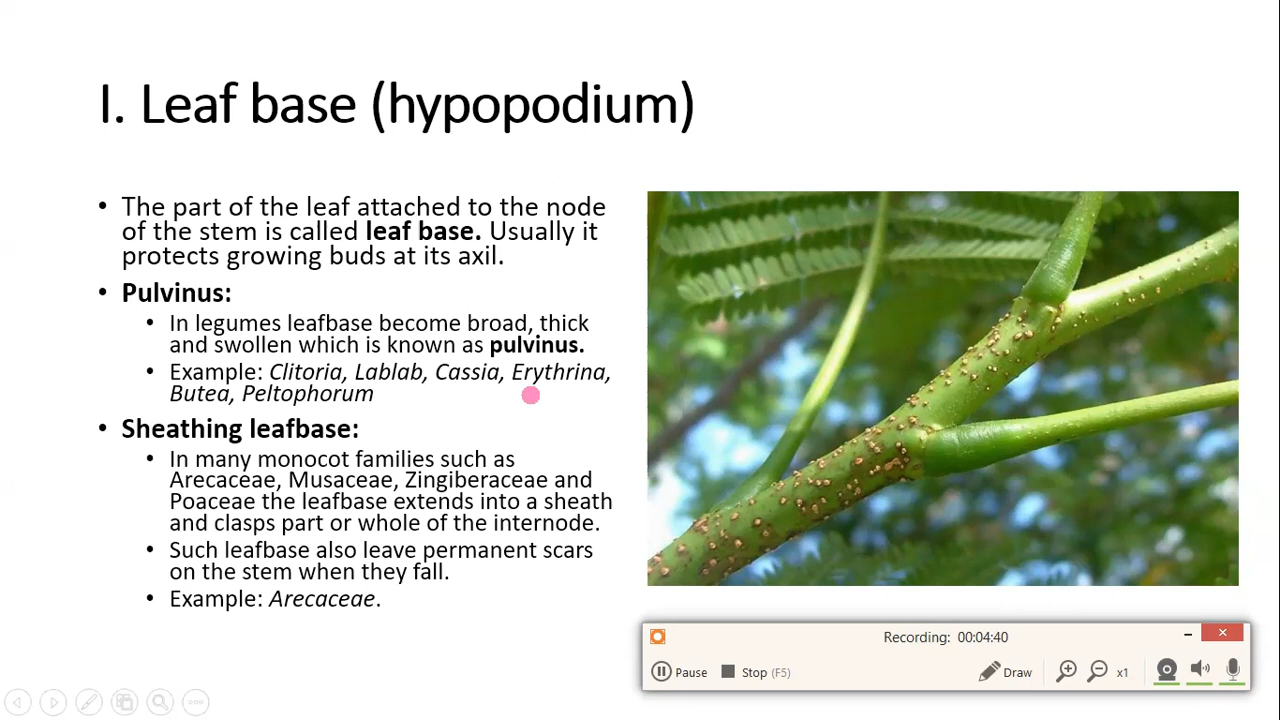 I. Leaf base (hypopodium)
• The part of the leaf attached to the node
of the stem is called leaf base. Usually it
protects growing buds at its axil.
• Pulvinus:
• In legumes leafbase become broad, thick
and swollen which is known as pulvinus.
• Example: Clitoria, Lablab, Cassia, Erythrina,
Butea, Peltophorum
• Sheathing leafbase:
• In many monocot families such as
Arecaceae, Musaceae, Zingiberaceae and
Poaceae the leafbase extends into a sheath
and clasps part or whole of the internode.
• Such leafbase also leave permanent scars
on the stem when they fall.
• Example: Arecaceae.
Recording: 00:04:40
Pause Stop (F5) Draw x1